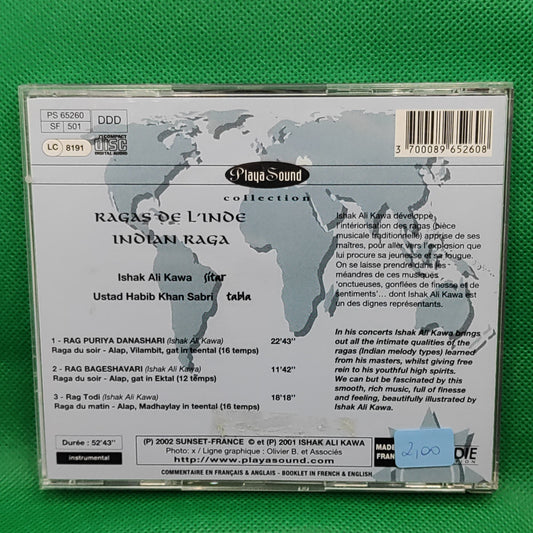 PS 65260
SF 501
DDD
LC 8191
COMPACT
disc
DIGITAL AUDIO
3 700089 652608
Playa Sound
collection
RAGAS DE L'INDE
INDIAN RAGA
Ishak Ali Kawa sitar
Ustad Habib Khan Sabri tabla
1 - RAG PURIYA DANASHARI (Ishak Ali Kawa) 22'43"
Raga du soir - Alap, Vilambit, gat in teental (16 temps)
2 - RAG BAGESHAVARI (Ishak Ali Kawa) 11'42"
Raga du soir - Alap, gat in Ektal (12 temps)
3 - Rag Todi (Ishak Ali Kawa) 18'18"
Raga du matin - Alap, Madhaylay in teental (16 temps)
Ishak Ali Kawa développe
l'intériorisation des ragas (pièce
musicale traditionnelle) apprise de ses
maîtres, pour arriver à l'explosion que
lui procure sa jeunesse et sa fougue.
On se laisse prendre dans les
méandres de ces musiques
'onctueuses, gonflées de finesse et de
sentiments'... dont Ishak Ali Kawa est
un des dignes représentants.
In his concerts Ishak Ali Kawa brings
out all the intimate qualities of the
ragas (Indian melody types) learned
from his masters, whilst giving free
rein to his youthful high spirits.
We can but be fascinated by this
smooth, rich music, full of finesse
and feeling, beautifully illustrated by
Ishak Ali Kawa.
Durée : 52'43"
instrumental
(P) 2002 SUNSET-FRANCE © et (P) 2001 ISHAK ALI KAWA
Photo: x / Ligne graphique : Olivier B. et Associés
http://www.playasound.com
MADE
FRANC
2,00
DIE
COMMENTAIRE EN FRANÇAIS & ANGLAIS - BOOKLET IN FRENCH & ENGLISH